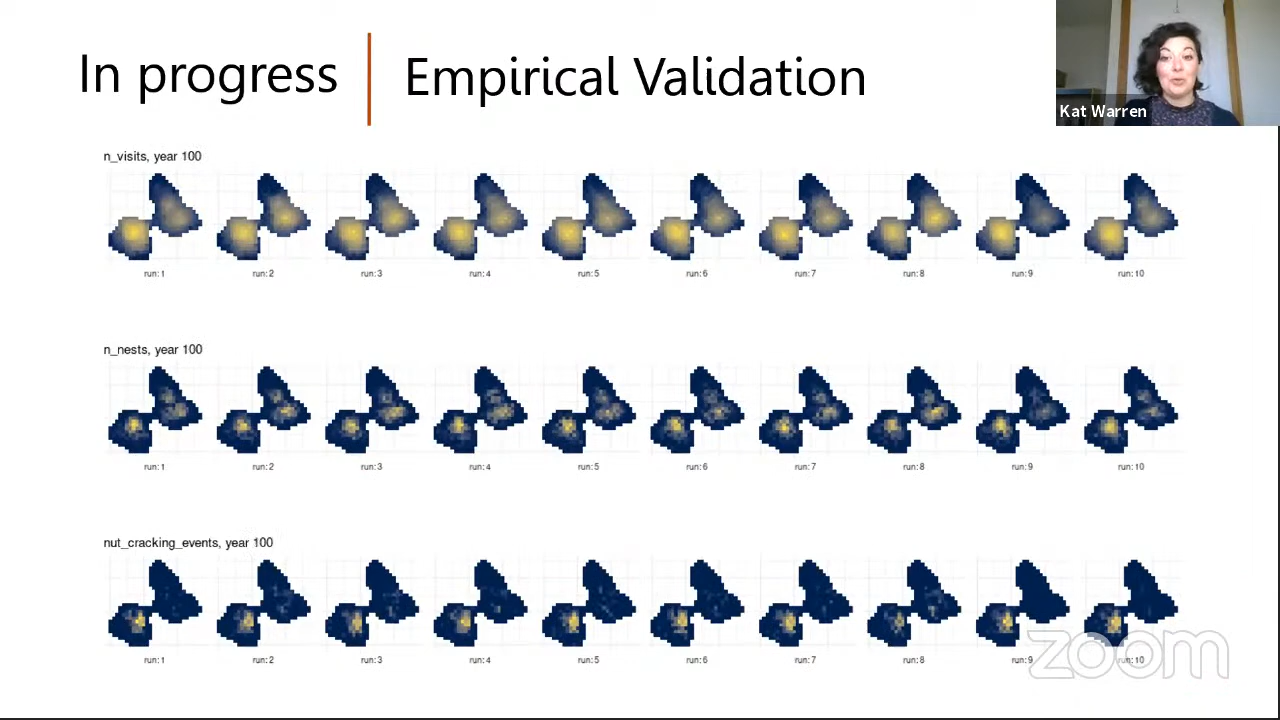 In progress
Empirical Validation
Kat Warren
n_visits, year 100
run: 1 run: 2 run: 3 run: 4 run: 5 run: 6 run: 7 run: 8 run: 9 run: 10
n_nests, year 100
run: 1 run: 2 run: 3 run: 4 run: 5 run: 6 run: 7 run: 8 run: 9 run: 10
nut_cracking_events, year 100
run: 1 run: 2 run: 3 run: 4 run: 5 run: 6 run: 7 run: 8 run: 9 run: 10
zoom